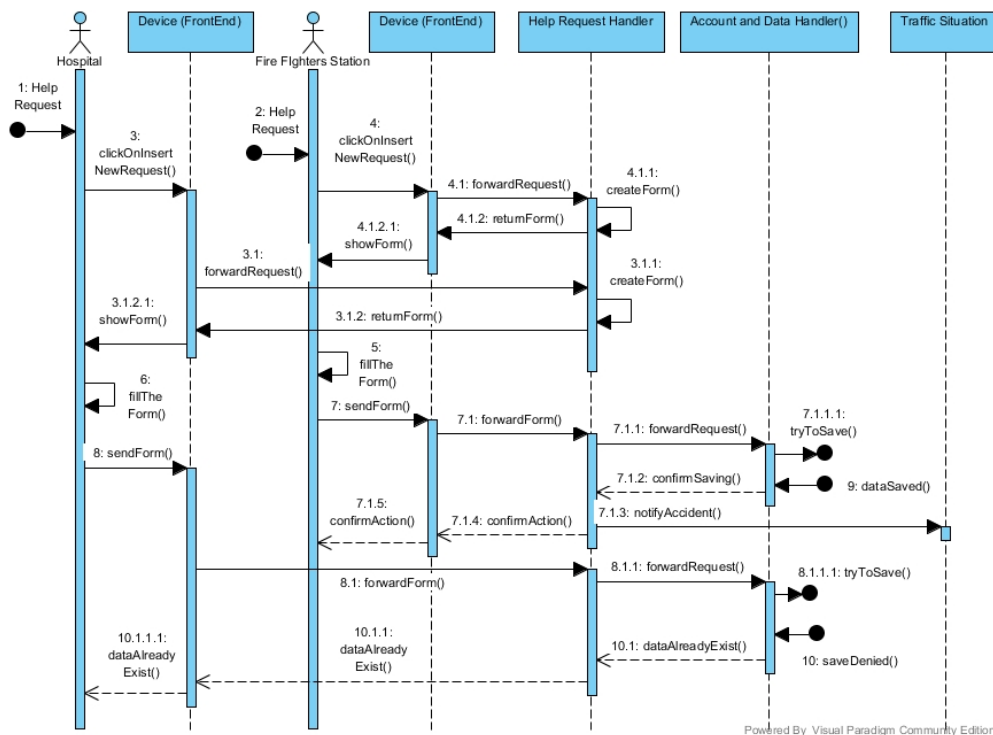 Device (FrontEnd)
Device (FrontEnd)
Help Request Handler
Account and Data Handler()
Traffic Situation
Hospital
Fire FIghters Station
1: Help
Request
2: Help
Request
3:
clickOnInsert
NewRequest()
4:
clickOnInsert
NewRequest()
4.1: forwardRequest()
4.1.1:
createForm()
4.1.2: returnForm()
4.1.2.1:
showForm()
3.1:
forwardRequest()
3.1.1:
createForm()
3.1.2: returnForm()
3.1.2.1:
showForm()
5:
fillThe
Form()
6:
fillThe
Form()
7: sendForm()
7.1: forwardForm()
7.1.1: forwardRequest()
7.1.1.1:
tryToSave()
8: sendForm()
7.1.2: confirmSaving()
9: dataSaved()
7.1.3: notifyAccident()
7.1.4: confirmAction()
7.1.5:
confirmAction()
8.1: forwardForm()
8.1.1: forwardRequest()
8.1.1.1: tryToSave()
10: saveDenied()
10.1: dataAlreadyExist()
10.1.1:
dataAlready
Exist()
10.1.1.1:
dataAlready
Exist()
Powered By Visual Paradigm Community Edition